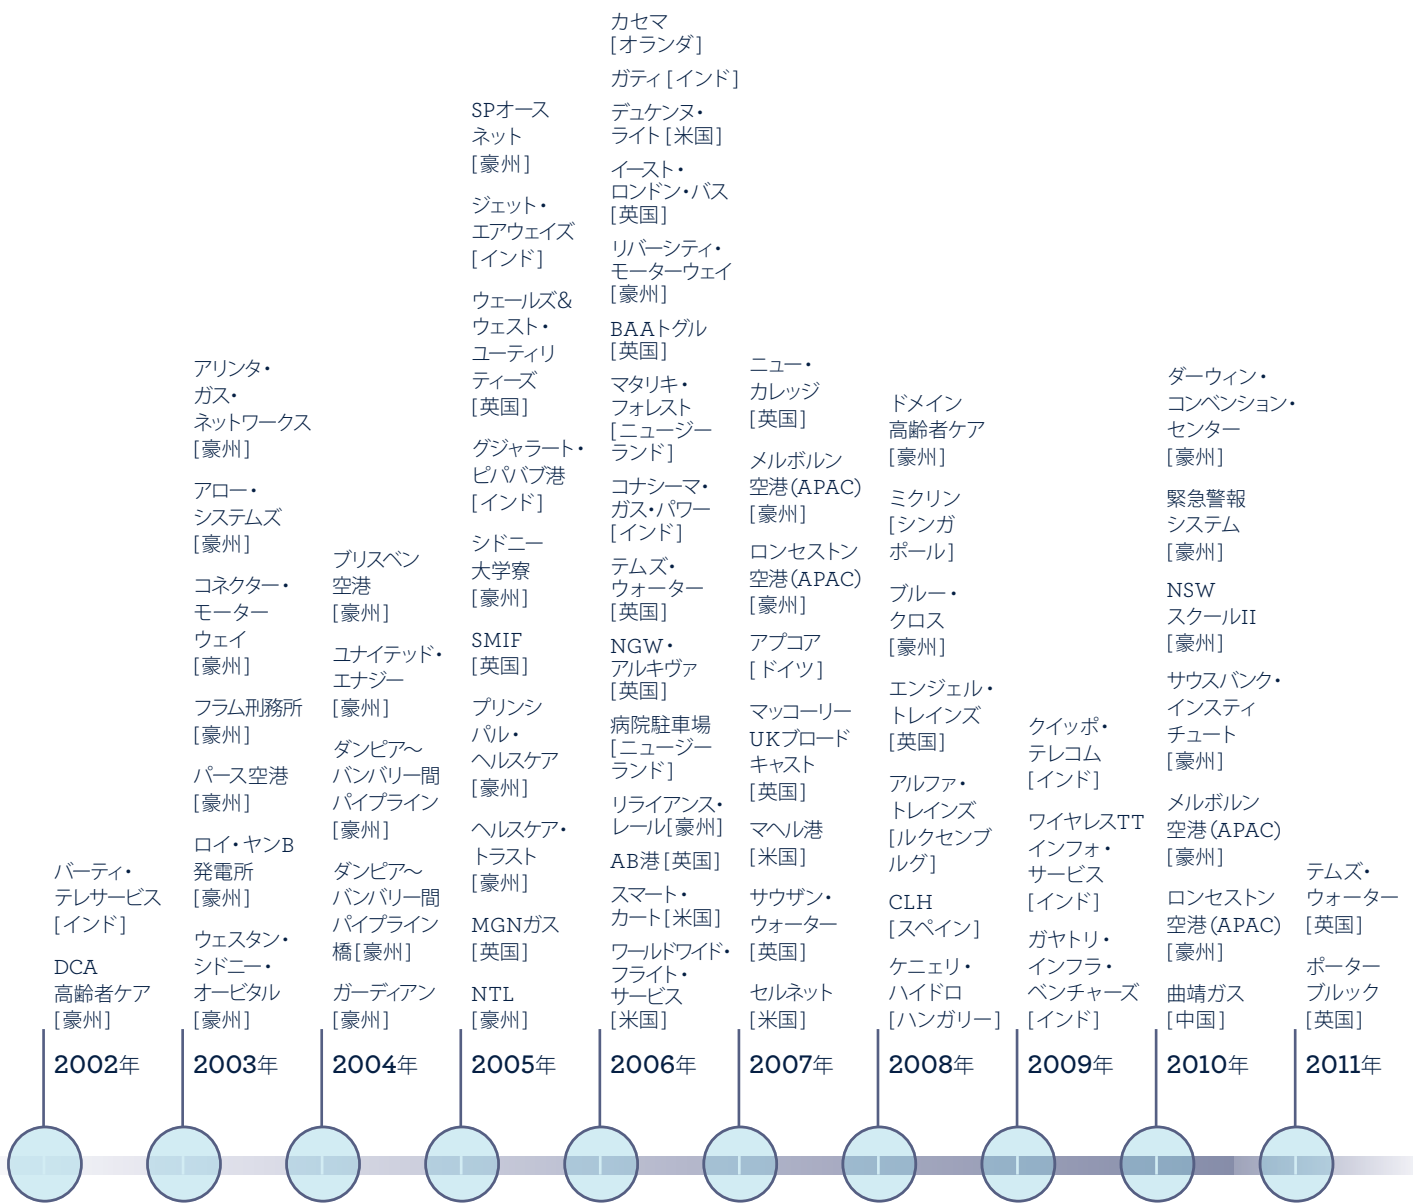 バーティ・
テレサービス
[インド]
DCA
高齢者ケア
[豪州]
2002年
アリンタ・
ガス・
ネットワークス
[豪州]
アロー・
システムズ
[豪州]
コネクター・
モーター
ウェイ
[豪州]
フラム刑務所
[豪州]
パース空港
[豪州]
ロイ・ヤンB
発電所
[豪州]
ウェスタン・
シドニー・
オービタル
[豪州]
2003年
ブリスベン
空港
[豪州]
ユナイテッド・
エナジー
[豪州]
ダンピア～
バンバリー間
パイプライン
[豪州]
ダンピア～
バンバリー間
パイプライン
橋[豪州]
ガーディアン
[豪州]
2004年
SPオース
ネット
[豪州]
ジェット・
エアウェイズ
[インド]
ウェールズ&
ウェスト・
ユーティリ
ティーズ
[英国]
グジャラート・
ピパバブ港
[インド]
シドニー
大学寮
[豪州]
SMIF
[英国]
プリンシ
パル・
ヘルスケア
[豪州]
ヘルスケア・
トラスト
[豪州]
MGNガス
[英国]
NTL
[豪州]
2005年
カセマ
[オランダ]
ガティ[インド]
デュケンヌ・
ライト[米国]
イースト・
ロンドン・バス
[英国]
リバーシティ・
モーターウェイ
[豪州]
BAAトグル
[英国]
マタリキ・
フォレスト
[ニュージー
ランド]
コナシーマ・
ガス・パワー
[インド]
テムズ・
ウォーター
[英国]
NGW・
アルキヴァ
[英国]
病院駐車場
[ニュージー
ランド]
リライアンス・
レール[豪州]
AB港[英国]
スマート・
カート[米国]
ワールドワイド・
フライト・
サービス
[米国]
2006年
ニュー・
カレッジ
[英国]
メルボルン
空港(APAC)
[豪州]
ロンセストン
空港(APAC)
[豪州]
アプコア
[ドイツ]
マッコーリー
UKブロード
キャスト
[英国]
マヘル港
[米国]
サウザン・
ウォーター
[英国]
セルネット
[米国]
2007年
ドメイン
高齢者ケア
[豪州]
ミクリン
[シンガ
ポール]
ブルー・
クロス
[豪州]
エンジェル・
トレインズ
[英国]
アルファ・
トレインズ
[ルクセンブ
ルグ]
CLH
[スペイン]
ケニェリ・
ハイドロ
[ハンガリー]
2008年
クイッポ・
テレコム
[インド]
ワイヤレスTT
インフォ・
サービス
[インド]
ガヤトリ・
インフラ・
ベンチャーズ
[インド]
2009年
ダーウィン・
コンベンション・
センター
[豪州]
緊急警報
システム
[豪州]
NSW
スクールII
[豪州]
サウスバンク・
インスティ
チュート
[豪州]
メルボルン
空港(APAC)
[豪州]
ロンセストン
空港(APAC)
[豪州]
曲靖ガス
[中国]
2010年
テムズ・
ウォーター
[英国]
ポーター
ブルック
[英国]
2011年